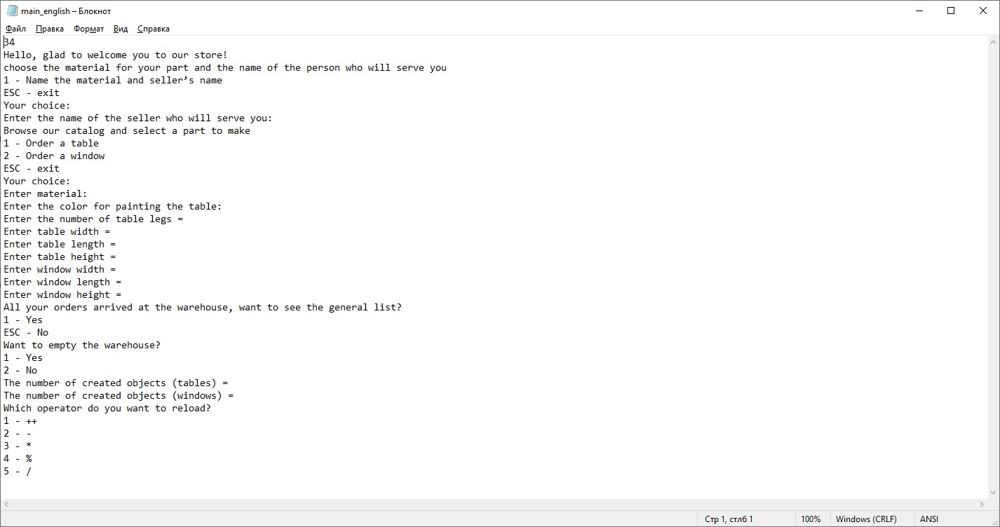 main_english – Блокнот
Файл Правка Формат Вид Справка
34
Hello, glad to welcome you to our store!
choose the material for your part and the name of the person who will serve you
1 - Name the material and seller’s name
ESC - exit
Your choice:
Enter the name of the seller who will serve you:
Browse our catalog and select a part to make
1 - Order a table
2 - Order a window
ESC - exit
Your choice:
Enter material:
Enter the color for painting the table:
Enter the number of table legs =
Enter table width =
Enter table length =
Enter table height =
Enter window width =
Enter window length =
Enter window height =
All your orders arrived at the warehouse, want to see the general list?
1 - Yes
ESC - No
Want to empty the warehouse?
1 - Yes
2 - No
The number of created objects (tables) =
The number of created objects (windows) =
Which operator do you want to reload?
1 - ++
2 - -
3 - *
4 - %
5 - /
Стр 1, стлб 1 100% Windows (CRLF) ANSI